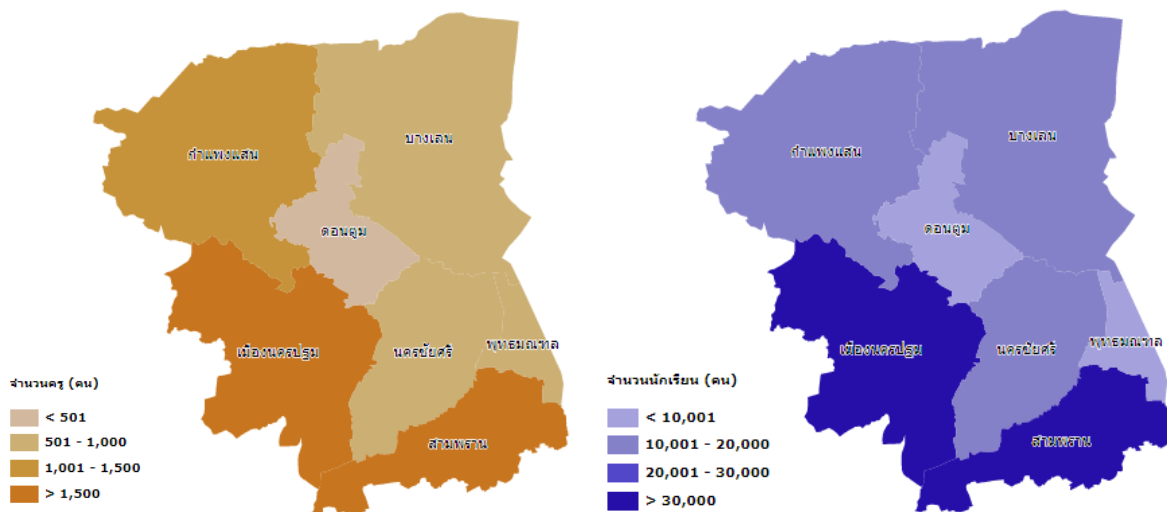 บางเลน
กำแพงแสน
ดอนตูม
เมืองนครปฐม
นครชัยศรี
พุทธมณฑล
สามพราน
จำนวนครู (คน)
< 501
501 - 1,000
1,001 - 1,500
> 1,500
บางเลน
กำแพงแสน
ดอนตูม
เมืองนครปฐม
นครชัยศรี
พุทธมณฑล
สามพราน
จำนวนนักเรียน (คน)
< 10,001
10,001 - 20,000
20,001 - 30,000
> 30,000